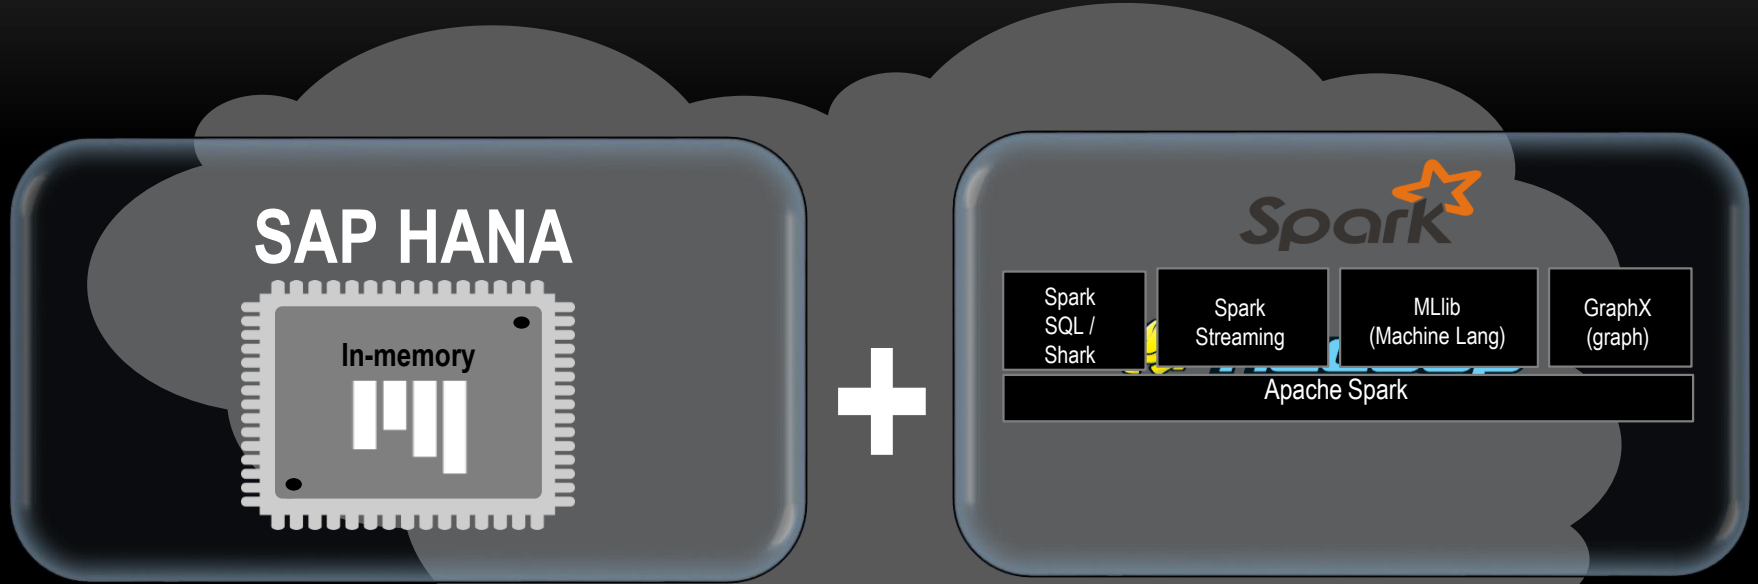 SAP HANA
In-memory
Spark
Spark
SQL /
Shark
Spark
Streaming
MLlib
(Machine Lang)
GraphX
(graph)
Apache Spark